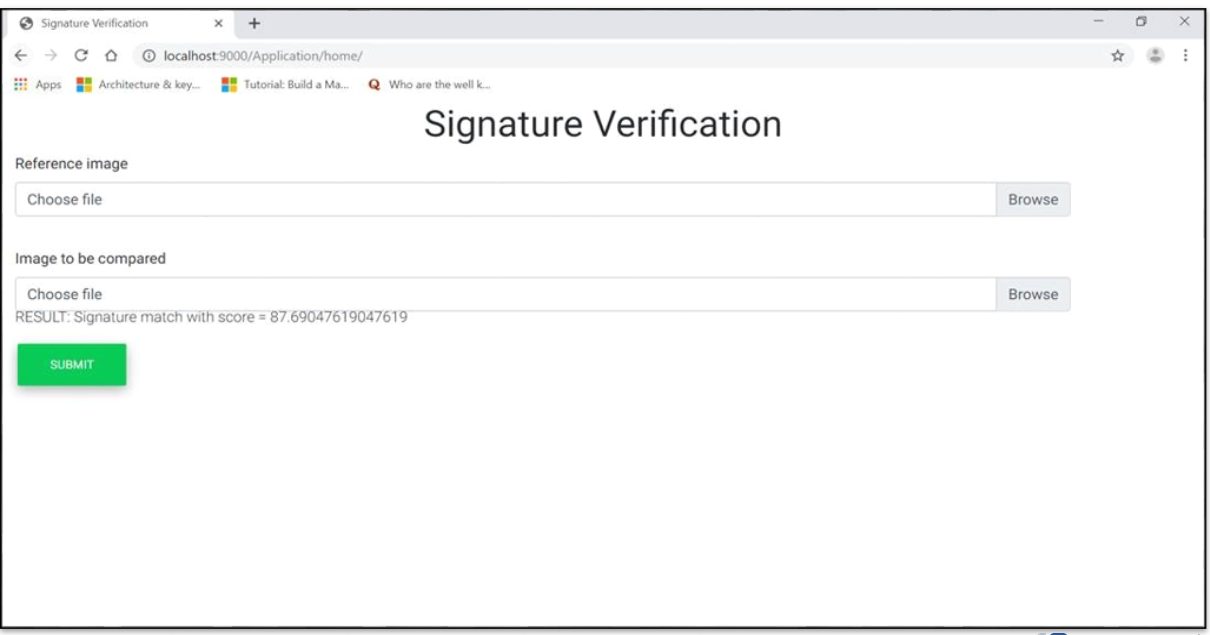 Signature Verification
localhost:9000/Application/home/
Apps Architecture & key... Tutorial: Build a Ma... Who are the well k...
Signature Verification
Reference image
Choose file Browse
Image to be compared
Choose file Browse
RESULT: Signature match with score = 87.69047619047619
SUBMIT